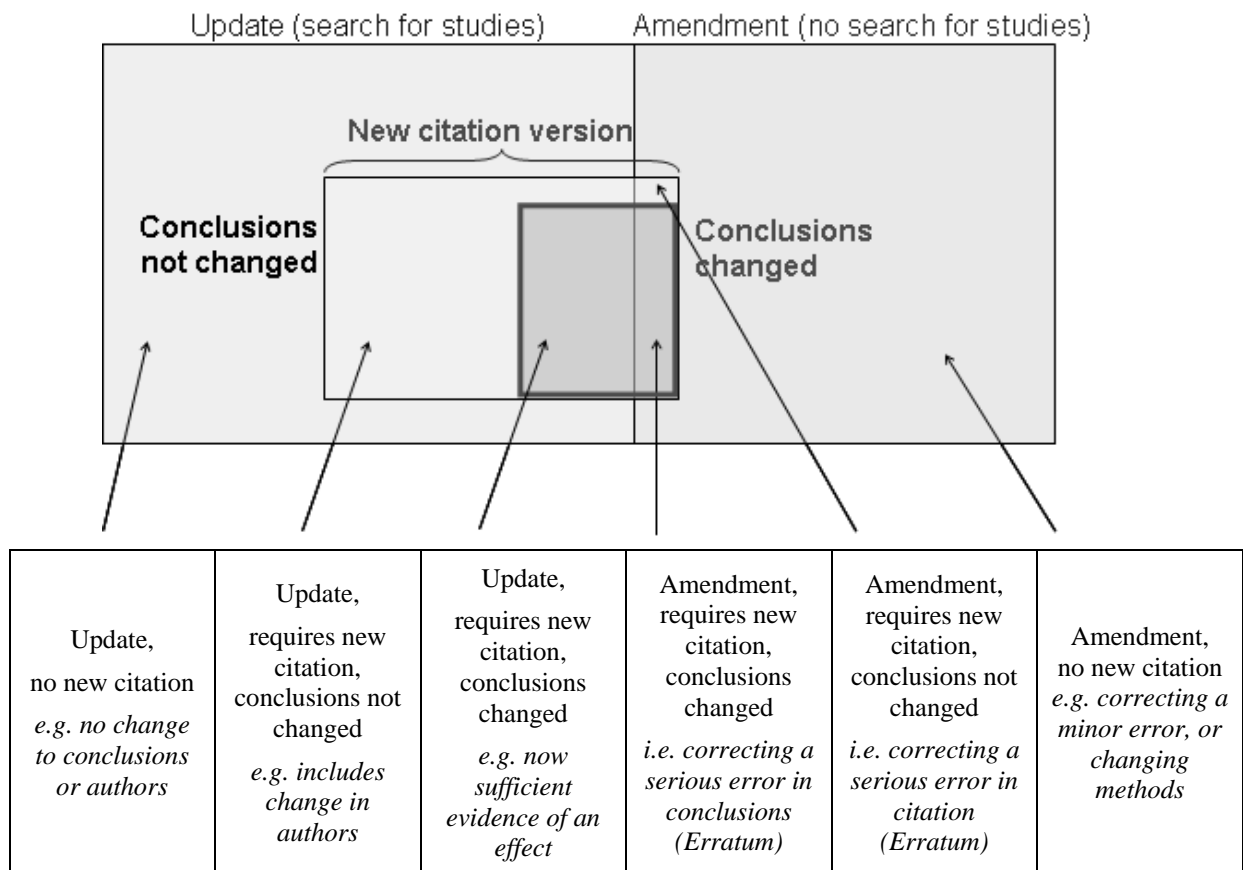 Update (search for studies)
Amendment (no search for studies)
New citation version
Conclusions
not changed
Conclusions
changed
Update,
no new citation
e.g. no change
to conclusions
or authors
Update,
requires new
citation,
conclusions not
changed
e.g. includes
change in
authors
Update,
requires new
citation,
conclusions
changed
e.g. now
sufficient
evidence of an
effect
Amendment,
requires new
citation,
conclusions
changed
i.e. correcting a
serious error in
conclusions
(Erratum)
Amendment,
requires new
citation,
conclusions not
changed
i.e. correcting a
serious error in
citation
(Erratum)
Amendment,
no new citation
e.g. correcting a
minor error, or
changing
methods